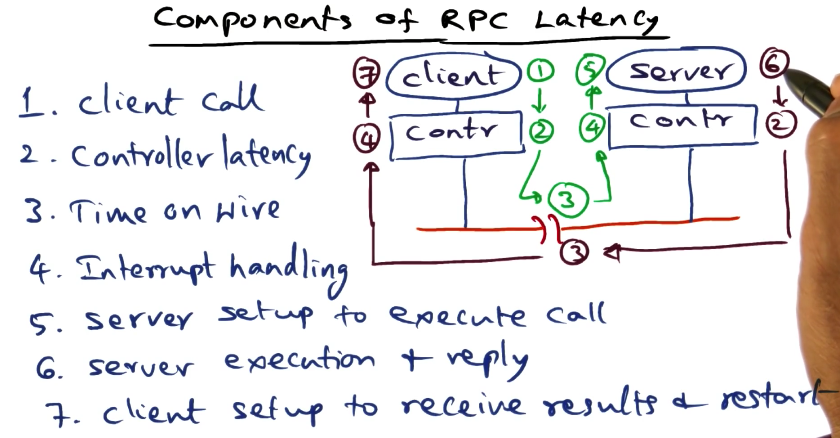 Components of RPC Latency
1. client call
2. Controller latency
3. Time on wire
4. Interrupt handling
5. server setup to execute call
6. server execution + reply
7. client setup to receive results & restart
7 client 1 5 server 6
4 Contr 2 4 Contr 2
3
3